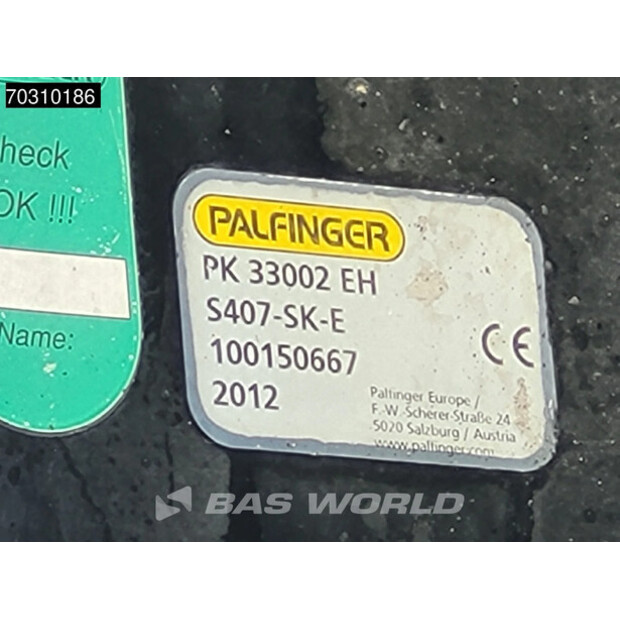 70310186
heck
OK !!!
Name:
PALFINGER
PK 33002 EH
S407-SK-E
100150667
2012
CE
Palfinger Europe /
F.-W.-Scherer-Straße 24
5020 Salzburg / Austria
www.palfinger.com
BAS WORLD